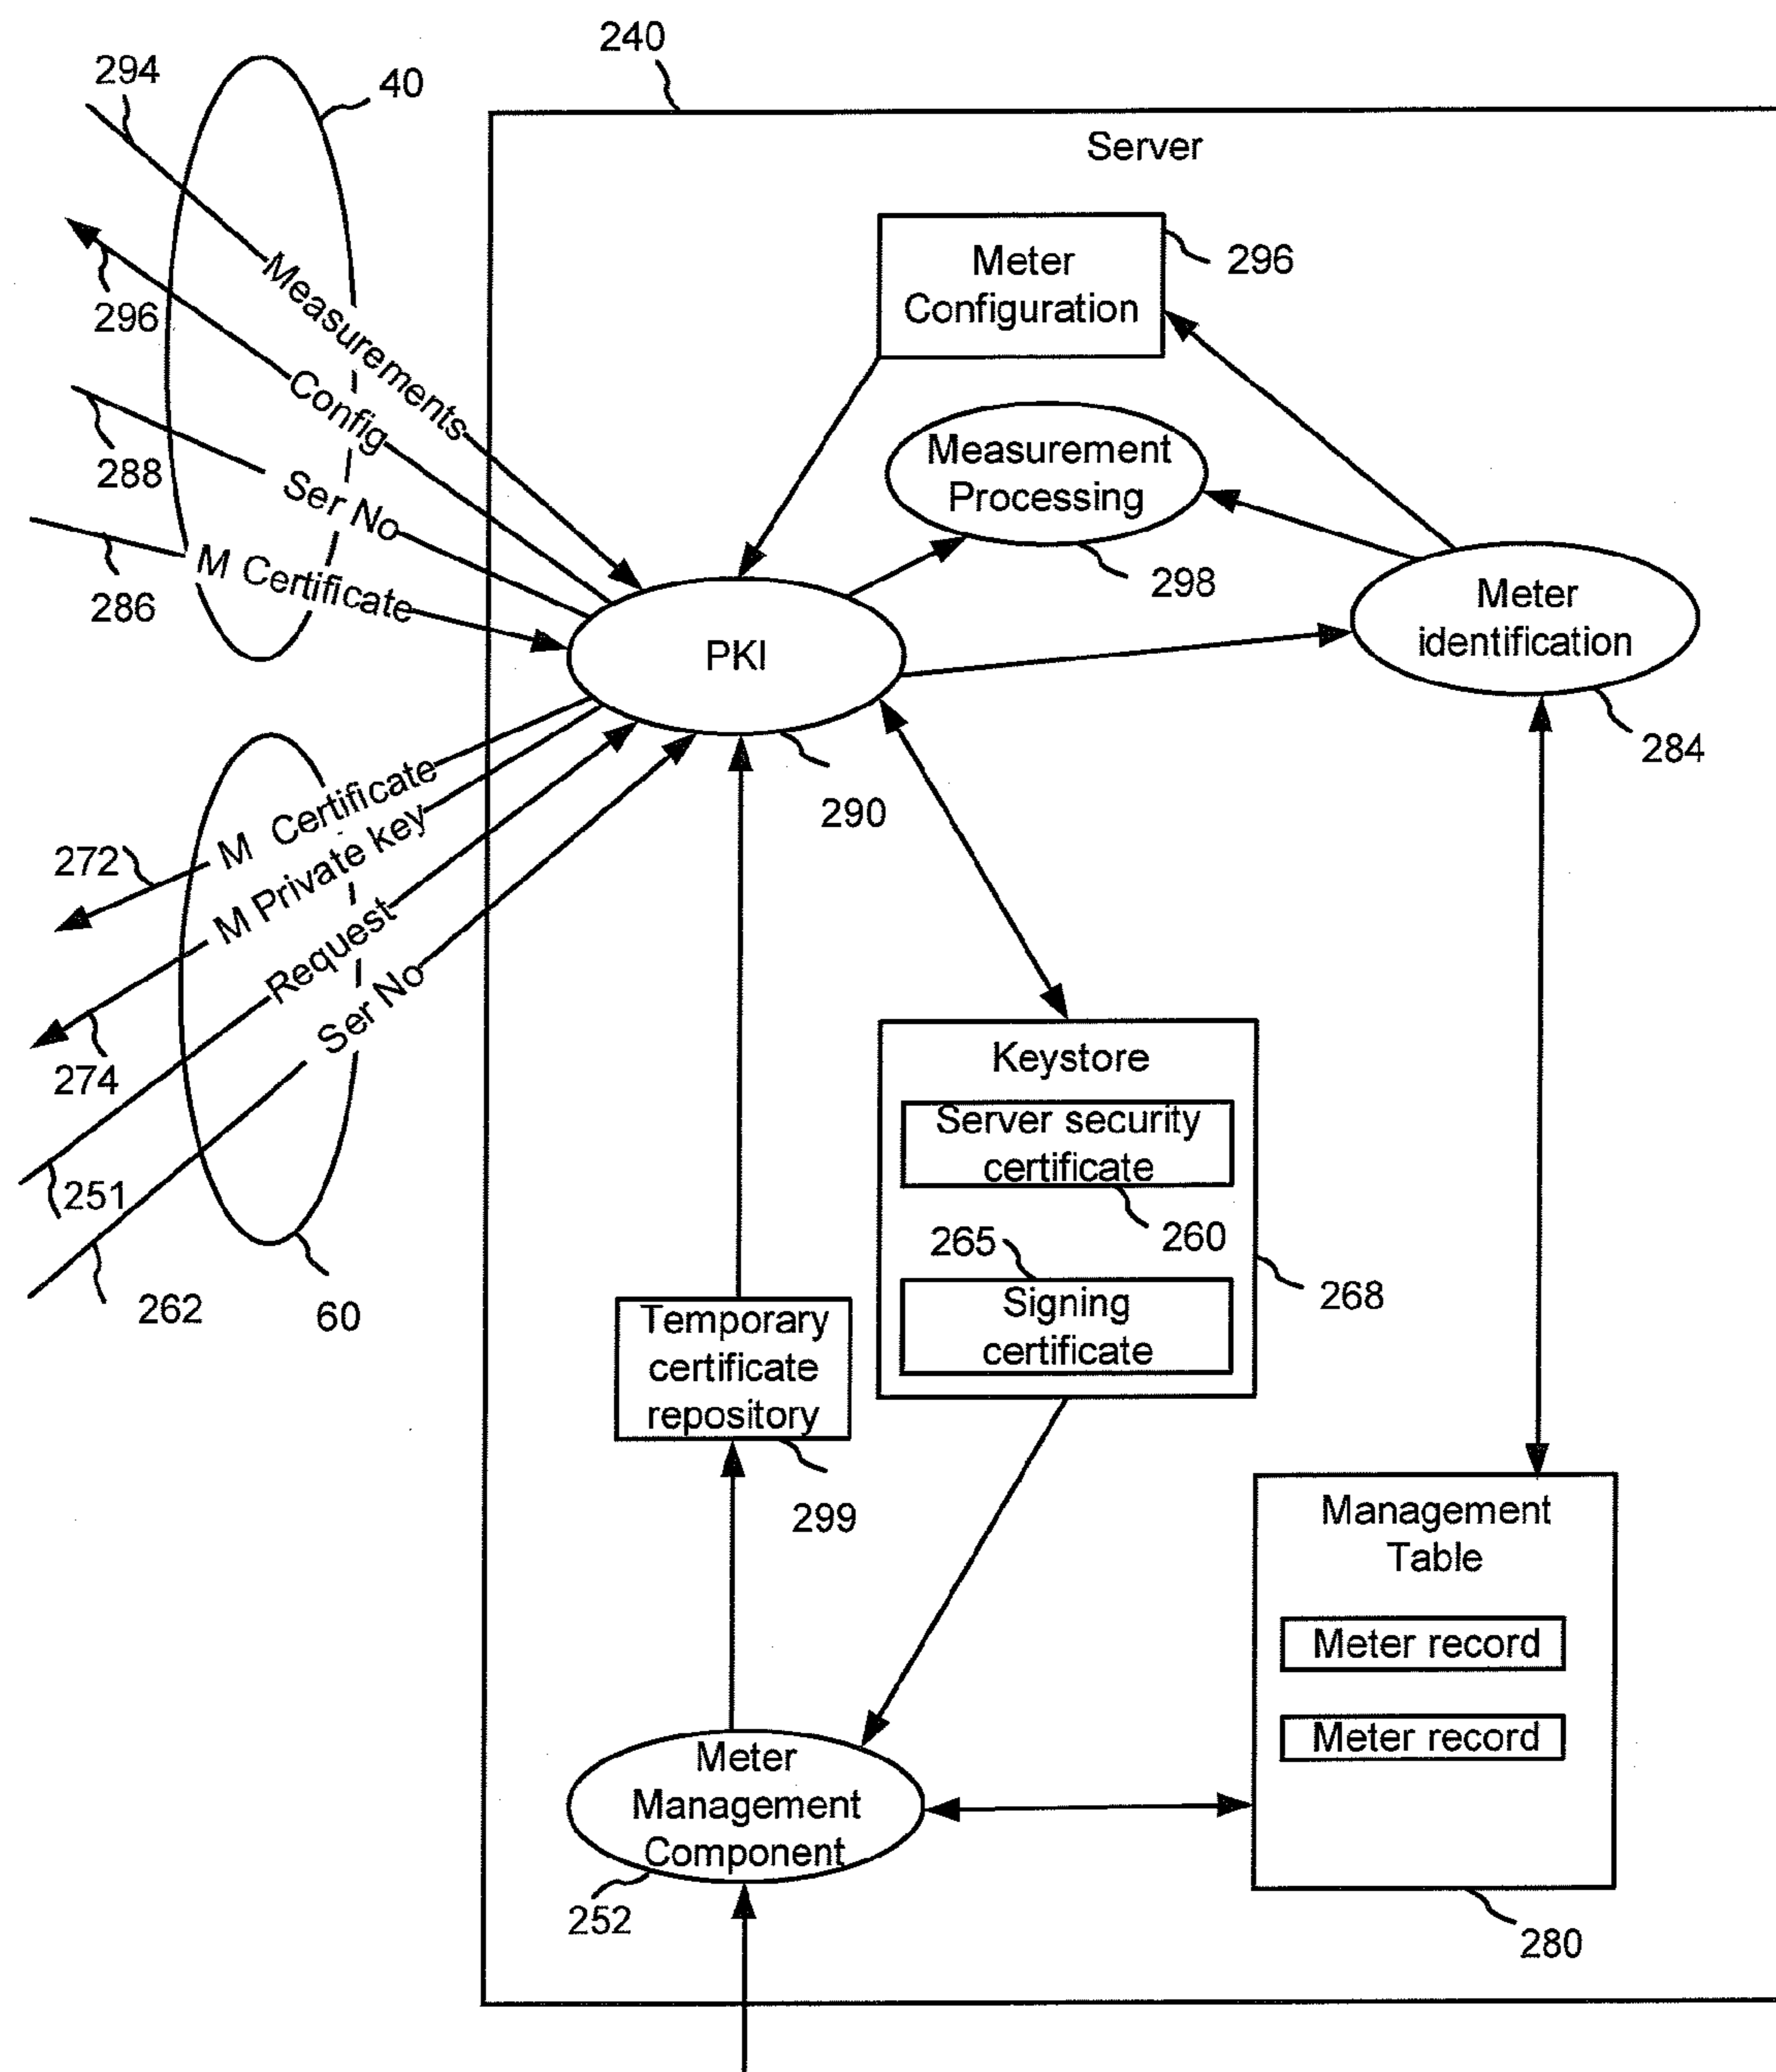 240
294
40
Server
Meter
Configuration
296
Measurements
296
Config
Measurement
Processing
288
Ser No
298
Meter
identification
M Certificate
286
PKI
284
290
M Certificate
272
M Private key
Request
Ser No
274
Keystore
Server security
certificate
251
260
265
262
60
268
Signing
certificate
Temporary
certificate
repository
299
Management
Table
Meter record
Meter record
Meter
Management
Component
252
280